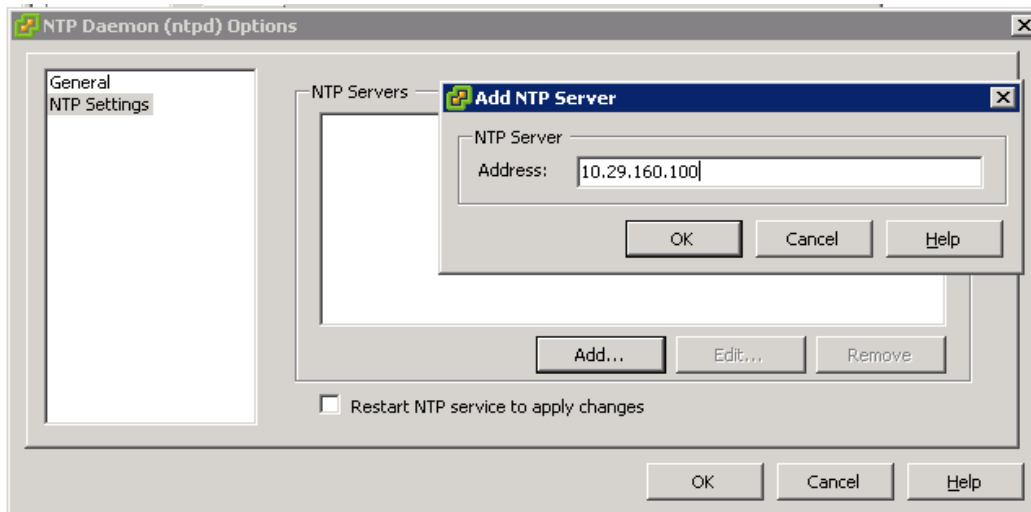 NTP Daemon (ntpd) Options
General
NTP Settings
NTP Servers
Add NTP Server
NTP Server
Address: 10.29.160.100
OK Cancel Help
Add... Edit... Remove
Restart NTP service to apply changes
OK Cancel Help